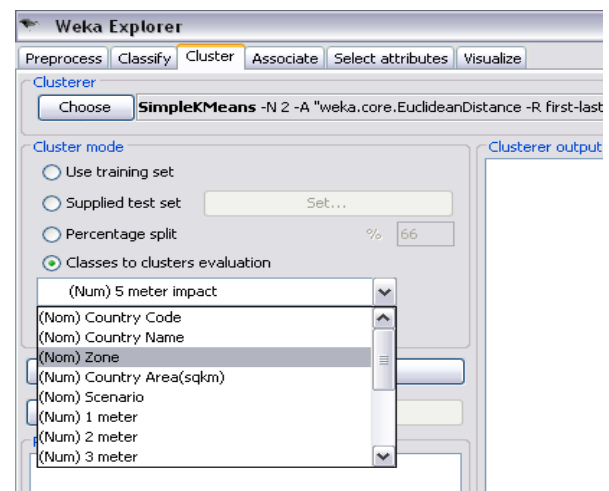 Weka Explorer
Preprocess Classify Cluster Associate Select attributes Visualize
Clusterer
Choose SimpleKMeans -N 2 -A "weka.core.EuclideanDistance -R first-last
Cluster mode
Clusterer output
Use training set
Supplied test set Set...
Percentage split % 66
Classes to clusters evaluation
(Num) 5 meter impact
(Nom) Country Code
(Nom) Country Name
(Nom) Zone
(Num) Country Area(sqkm)
(Nom) Scenario
(Num) 1 meter
(Num) 2 meter
(Num) 3 meter